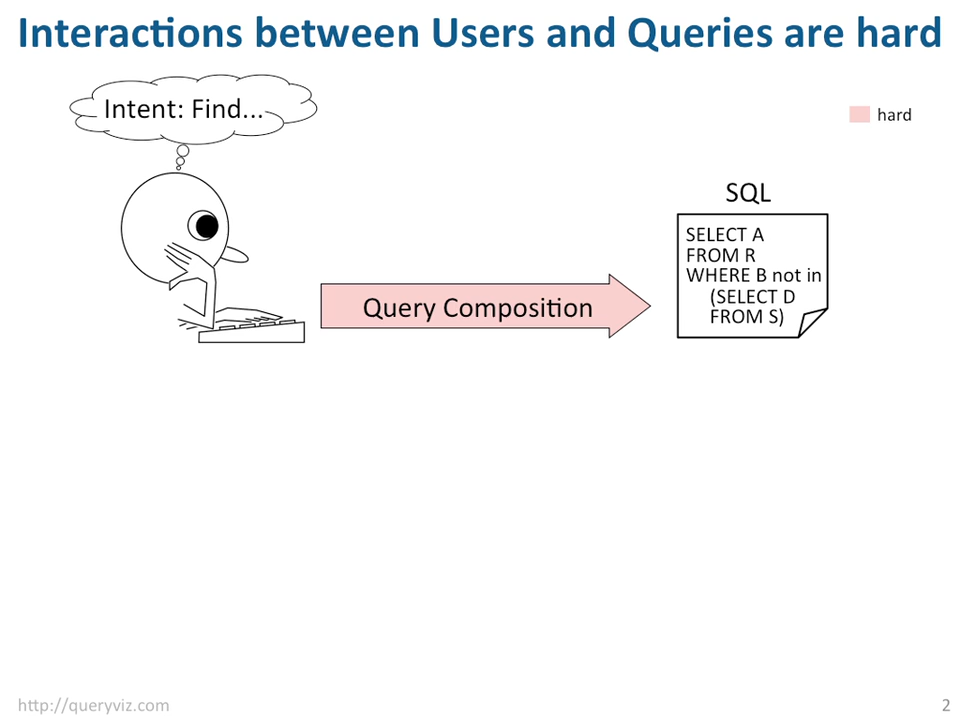 Interactions between Users and Queries are hard
Intent: Find...
hard
SQL
SELECT A
FROM R
WHERE B not in
(SELECT D
FROM S)
Query Composition
http://queryviz.com
2